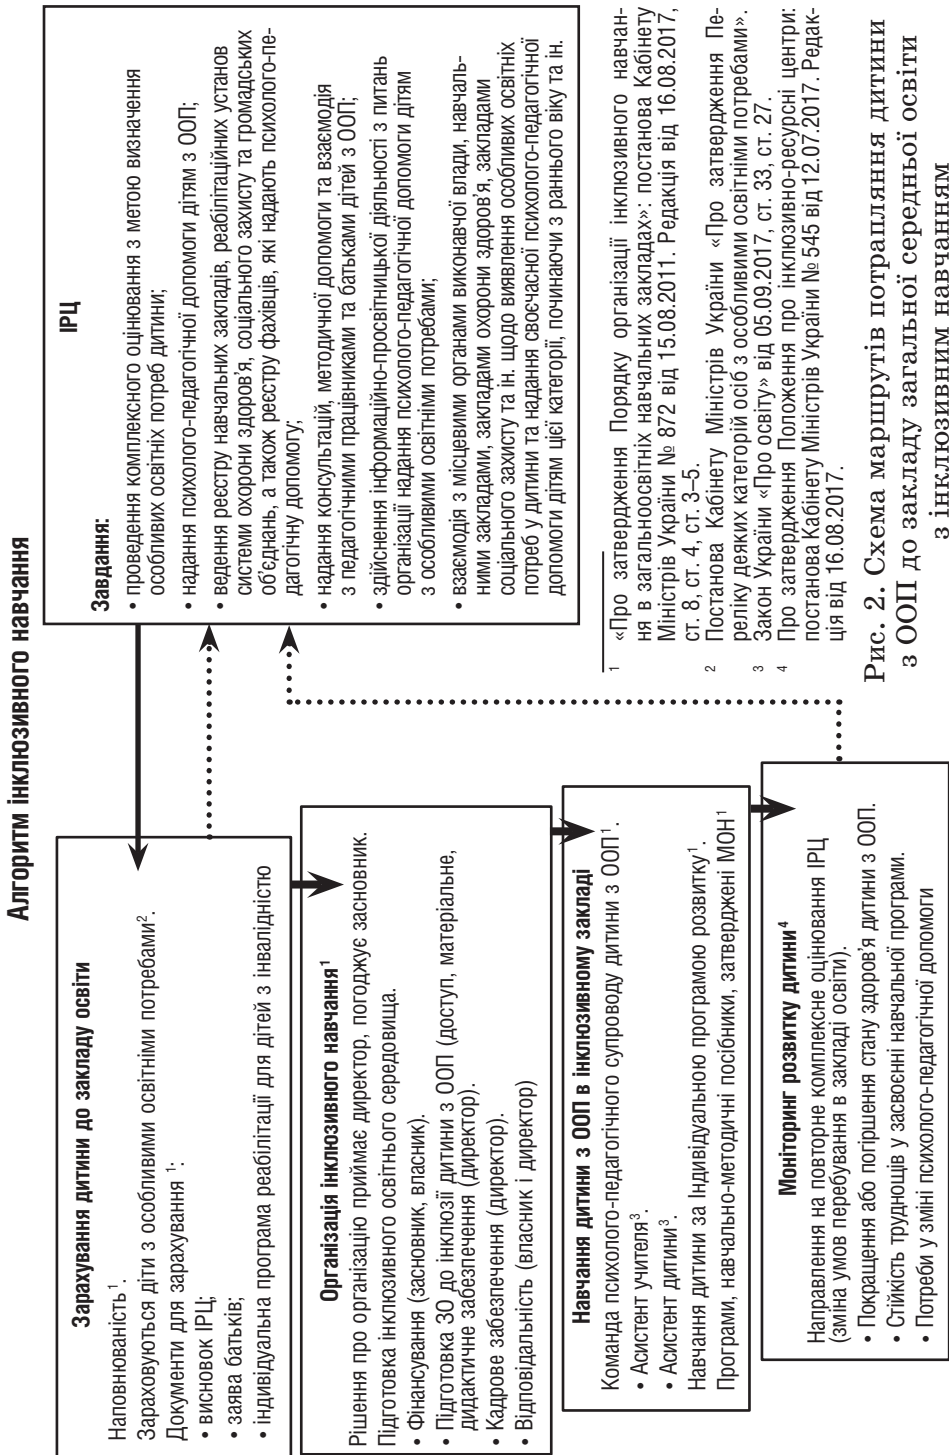 Алгоритм інклюзивного навчання
Зарахування дитини до закладу освіти
Наповнюваність¹.
Зараховуються діти з особливими освітніми потребами².
Документи для зарахування ¹:
• висновок ІРЦ;
• заява батьків;
• індивідуальна програма реабілітації для дітей з інвалідністю
Організація інклюзивного навчання¹
Рішення про організацію приймає директор, погоджує засновник.
Підготовка інклюзивного освітнього середовища.
• Фінансування (засновник, власник).
• Підготовка ЗО до інклюзії дитини з ООП (доступ, матеріальне,
дидактичне забезпечення (директор).
• Кадрове забезпечення (директор).
• Відповідальність (власник і директор)
Навчання дитини з ООП в інклюзивному закладі
Команда психолого-педагогічного супроводу дитини з ООП¹.
• Асистент учителя³.
• Асистент дитини³.
Навчання дитини за Індивідуальною програмою розвитку¹.
Програми, навчально-методичні посібники, затверджені МОН¹
Моніторинг розвитку дитини⁴
Направлення на повторне комплексне оцінювання ІРЦ
(зміна умов перебування в закладі освіти).
• Покращення або погіршення стану здоров’я дитини з ООП.
• Стійкість труднощів у засвоєнні навчальної програми.
• Потреби у зміні психолого-педагогічної допомоги
ІРЦ
Завдання:
• проведення комплексного оцінювання з метою визначення
особливих освітніх потреб дитини;
• надання психолого-педагогічної допомоги дітям з ООП;
• ведення реєстру навчальних закладів, реабілітаційних установ
системи охорони здоров’я, соціального захисту та громадських
об’єднань, а також реєстру фахівців, які надають психолого-пе-
дагогічну допомогу;
• надання консультацій, методичної допомоги та взаємодія
з педагогічними працівниками та батьками дітей з ООП;
• здійснення інформаційно-просвітницької діяльності з питань
організації надання психолого-педагогічної допомоги дітям
з особливими освітніми потребами;
• взаємодія з місцевими органами виконавчої влади, навчаль-
ними закладами, закладами охорони здоров’я, закладами
соціального захисту та ін. щодо виявлення особливих освітніх
потреб у дитини та надання своєчасної психолого-педагогічної
допомоги дітям цієї категорії, починаючи з раннього віку та ін.
¹ «Про затвердження Порядку організації інклюзивного навчан-
ня в загальноосвітніх навчальних закладах»: постанова Кабінету
Міністрів України № 872 від 15.08.2011. Редакція від 16.08.2017,
ст. 8, ст. 4, ст. 3–5.
² Постанова Кабінету Міністрів України «Про затвердження Пе-
реліку деяких категорій осіб з особливими освітніми потребами».
³ Закон України «Про освіту» від 05.09.2017, ст. 33, ст. 27.
⁴ Про затвердження Положення про інклюзивно-ресурсні центри:
постанова Кабінету Міністрів України № 545 від 12.07.2017. Редак-
ція від 16.08.2017.
Рис. 2. Схема маршрутів потрапляння дитини
з ООП до закладу загальної середньої освіти
з інклюзивним навчанням